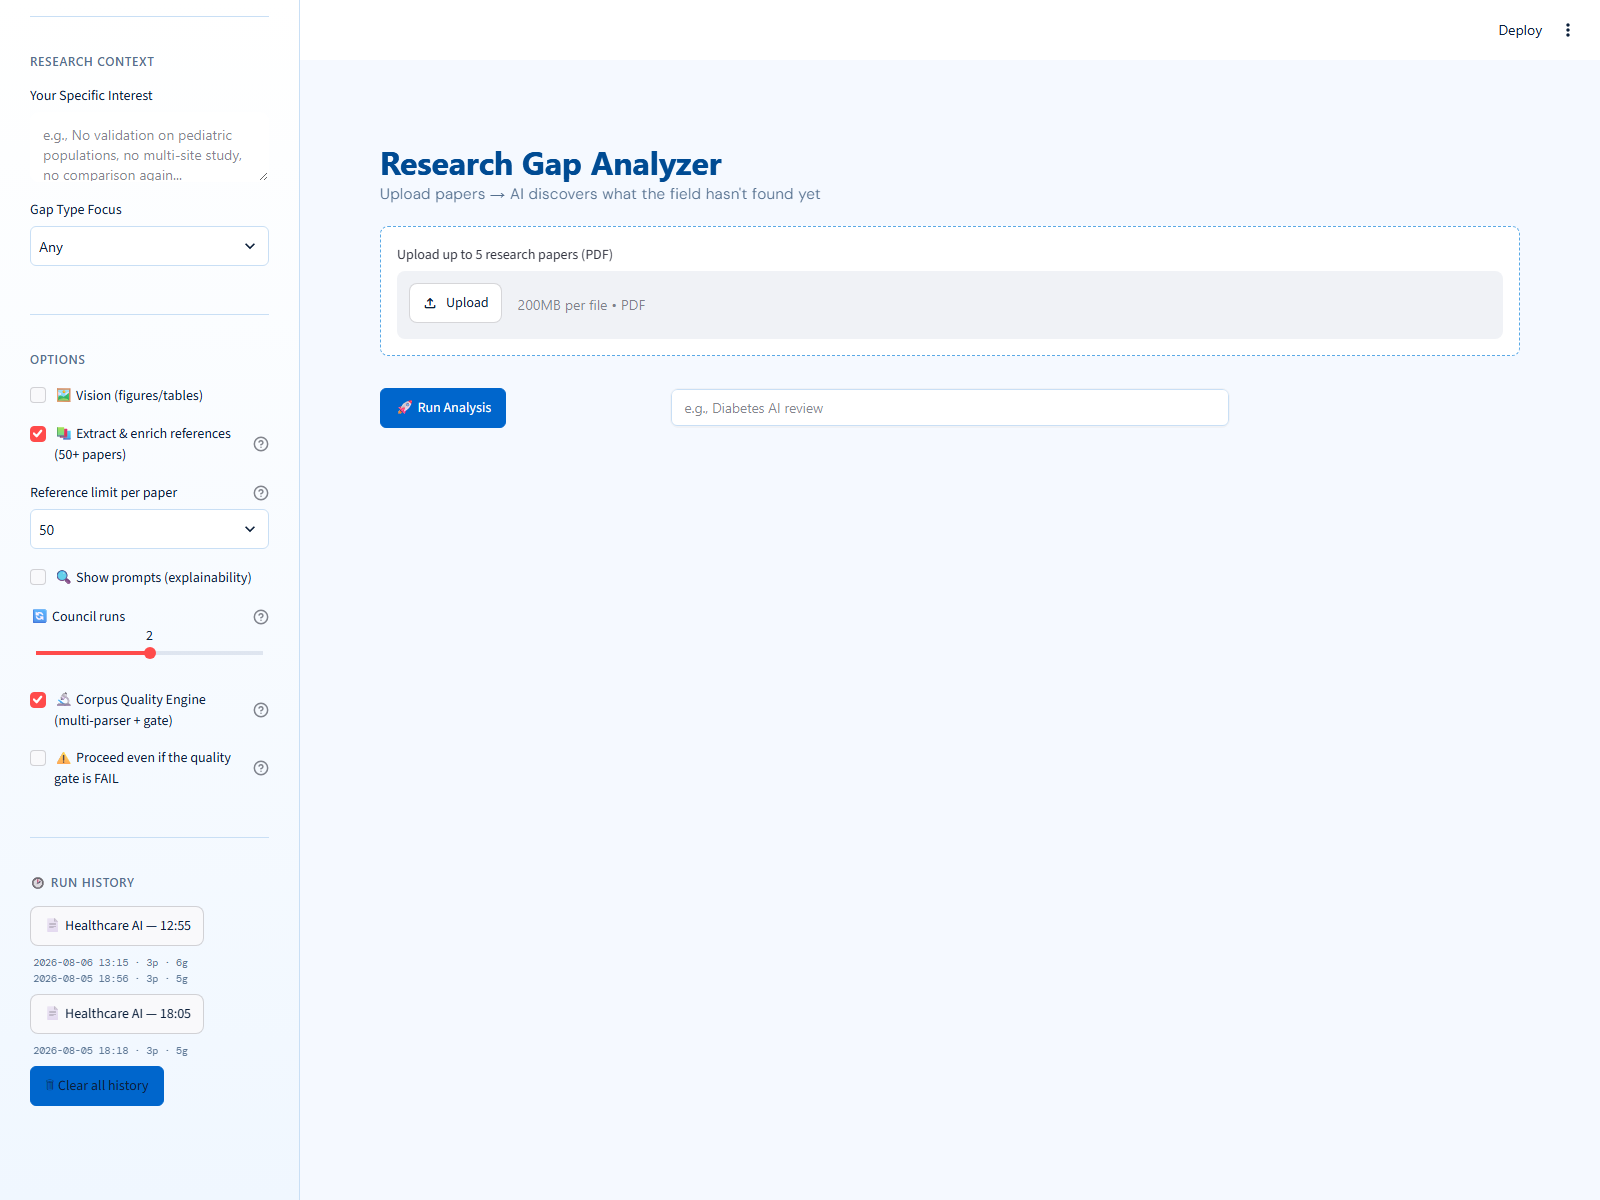 Deploy
RESEARCH CONTEXT
Your Specific Interest
e.g., No validation on pediatric
populations, no multi-site study,
no comparison again...
Gap Type Focus
Any
OPTIONS
Vision (figures/tables)
Extract & enrich references
(50+ papers)
Reference limit per paper
50
Show prompts (explainability)
Council runs
2
Corpus Quality Engine
(multi-parser + gate)
Proceed even if the quality
gate is FAIL
RUN HISTORY
Healthcare AI — 12:55
2026-08-06 13:15 · 3p · 6g
2026-08-05 18:56 · 3p · 5g
Healthcare AI — 18:05
2026-08-05 18:18 · 3p · 5g
Clear all history
Research Gap Analyzer
Upload papers → AI discovers what the field hasn't found yet
Upload up to 5 research papers (PDF)
Upload
200MB per file • PDF
Run Analysis
e.g., Diabetes AI review